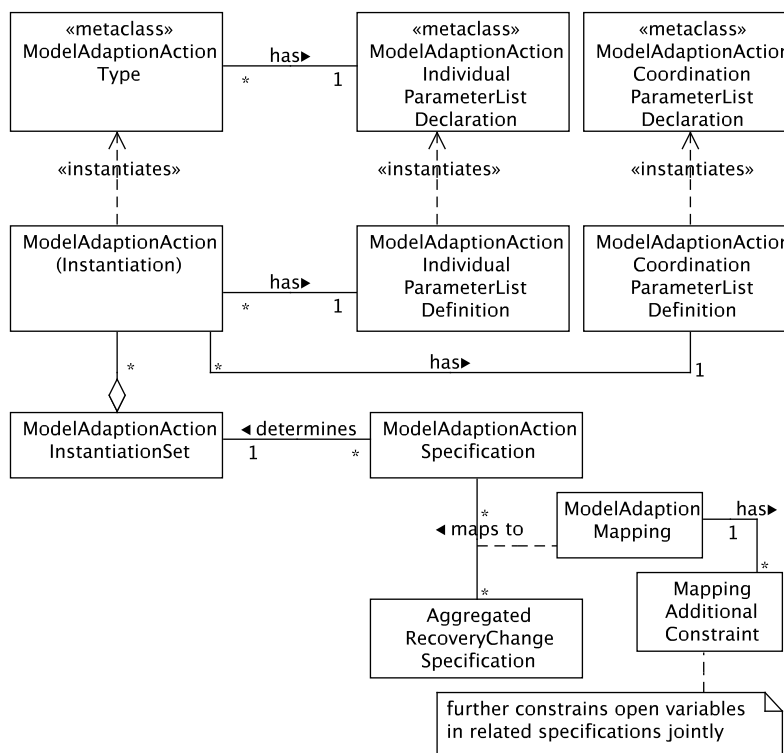 «metaclass»
ModelAdaptionAction
Type
has▶
*
1
«metaclass»
ModelAdaptionAction
Individual
ParameterList
Declaration
«metaclass»
ModelAdaptionAction
Coordination
ParameterList
Declaration
«instantiates»
«instantiates»
«instantiates»
ModelAdaptionAction
(Instantiation)
has▶
*
1
ModelAdaptionAction
Individual
ParameterList
Definition
ModelAdaptionAction
Coordination
ParameterList
Definition
*
*
has▶
1
ModelAdaptionAction
InstantiationSet
◀ determines
1
*
ModelAdaptionAction
Specification
*
◀ maps to
*
ModelAdaption
Mapping
has▶
1
*
Mapping
Additional
Constraint
Aggregated
RecoveryChange
Specification
further constrains open variables
in related specifications jointly